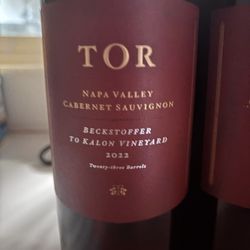 TOR
NAPA VALLEY
CABERNET SAUVIGNON
BECKSTOFFER
TO KALON VINEYARD
2022
Twenty-three Barrels